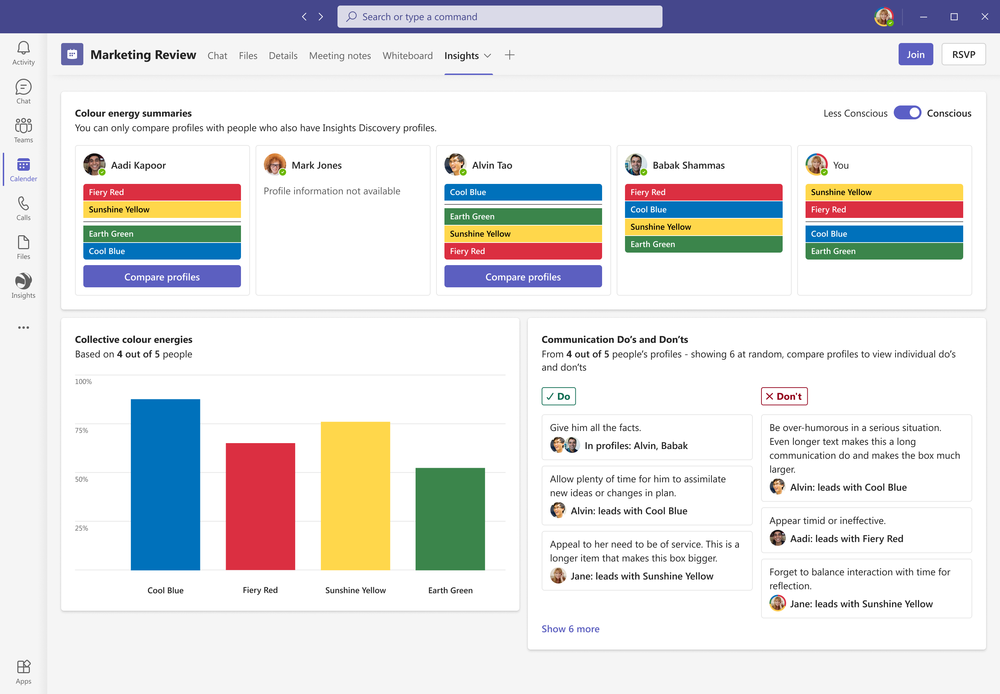 Search or type a command
Activity
Chat
Teams
Calender
Calls
Files
Insights
Apps
Marketing Review
Chat
Files
Details
Meeting notes
Whiteboard
Insights
Join
RSVP
Colour energy summaries
You can only compare profiles with people who also have Insights Discovery profiles.
Less Conscious
Conscious
Aadi Kapoor
Fiery Red
Sunshine Yellow
Earth Green
Cool Blue
Compare profiles
Mark Jones
Profile information not available
Alvin Tao
Cool Blue
Earth Green
Sunshine Yellow
Fiery Red
Compare profiles
Babak Shammas
Fiery Red
Cool Blue
Sunshine Yellow
Earth Green
You
Sunshine Yellow
Fiery Red
Cool Blue
Earth Green
Collective colour energies
Based on 4 out of 5 people
100%
75%
50%
25%
Cool Blue
Fiery Red
Sunshine Yellow
Earth Green
Communication Do’s and Don’ts
From 4 out of 5 people’s profiles - showing 6 at random, compare profiles to view individual do’s
and don’ts
Do
Give him all the facts.
In profiles: Alvin, Babak
Allow plenty of time for him to assimilate
new ideas or changes in plan.
Alvin: leads with Cool Blue
Appeal to her need to be of service. This is a
longer item that makes this box bigger.
Jane: leads with Sunshine Yellow
Don't
Be over-humorous in a serious situation.
Even longer text makes this a long
communication do and makes the box much
larger.
Alvin: leads with Cool Blue
Appear timid or ineffective.
Aadi: leads with Fiery Red
Forget to balance interaction with time for
reflection.
Jane: leads with Sunshine Yellow
Show 6 more